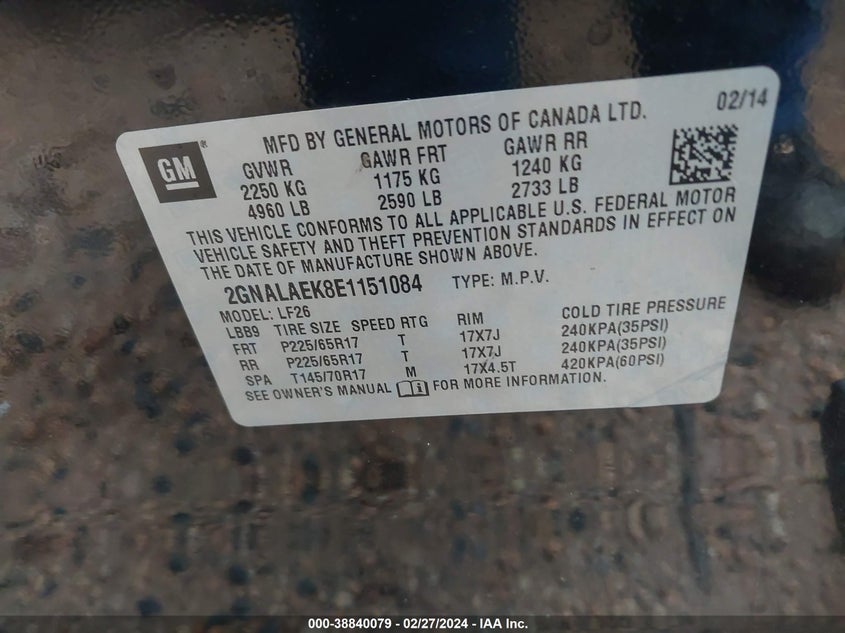 02/14
MFD BY GENERAL MOTORS OF CANADA LTD.
GM
GVWR GAWR FRT GAWR RR
2250 KG 1175 KG 1240 KG
4960 LB 2590 LB 2733 LB
THIS VEHICLE CONFORMS TO ALL APPLICABLE U.S. FEDERAL MOTOR
VEHICLE SAFETY AND THEFT PREVENTION STANDARDS IN EFFECT ON
THE DATE OF MANUFACTURE SHOWN ABOVE.
2GNALAEK8E1151084 TYPE: M.P.V.
MODEL: LF26
LBB9 TIRE SIZE SPEED RTG RIM COLD TIRE PRESSURE
FRT P225/65R17 T 17X7J 240KPA(35PSI)
RR P225/65R17 T 17X7J 240KPA(35PSI)
SPA T145/70R17 M 17X4.5T 420KPA(60PSI)
SEE OWNER'S MANUAL FOR MORE INFORMATION.
000-38840079 - 02/27/2024 - IAA Inc.